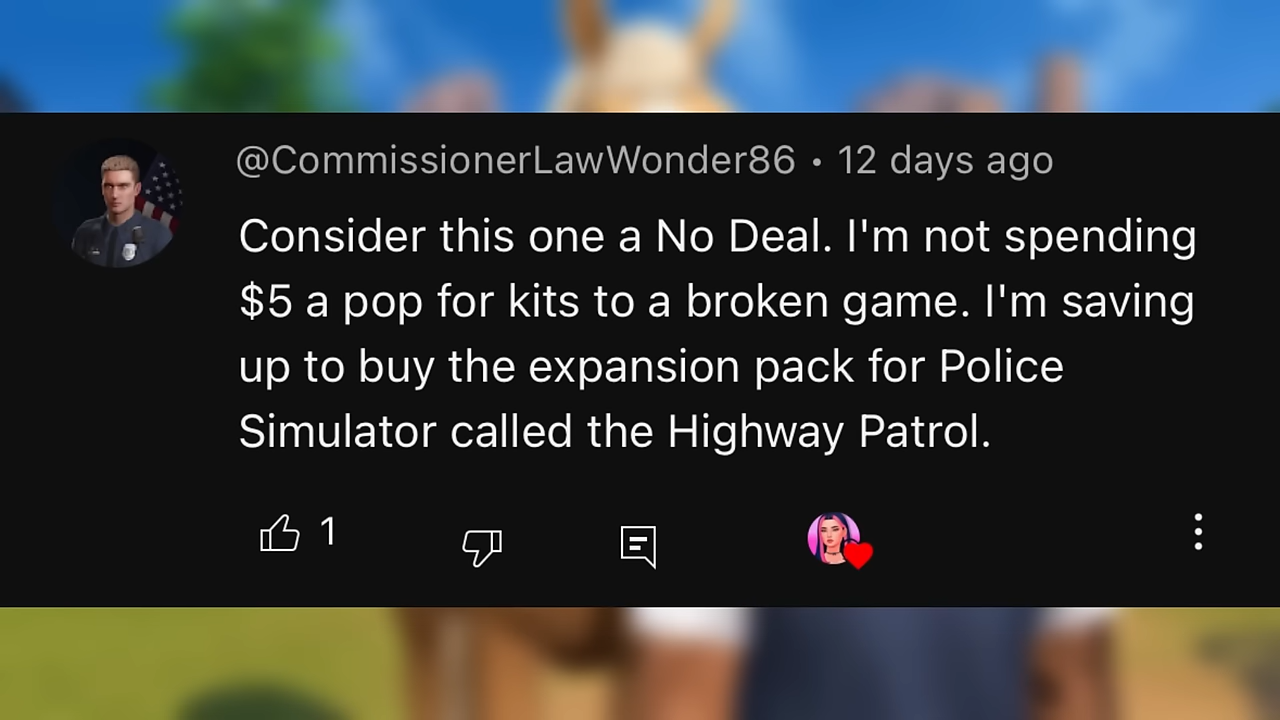 @CommissionerLawWonder86 • 12 days ago
Consider this one a No Deal. I'm not spending
$5 a pop for kits to a broken game. I'm saving
up to buy the expansion pack for Police
Simulator called the Highway Patrol.
1